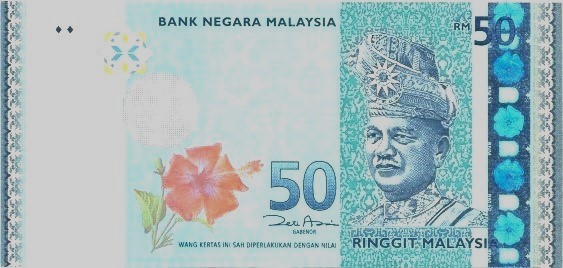 BANK NEGARA MALAYSIA
RM 50
50
GABENOR
WANG KERTAS INI SAH DIPERLAKUKAN DENGAN NILAI
RINGGIT MALAYSIA